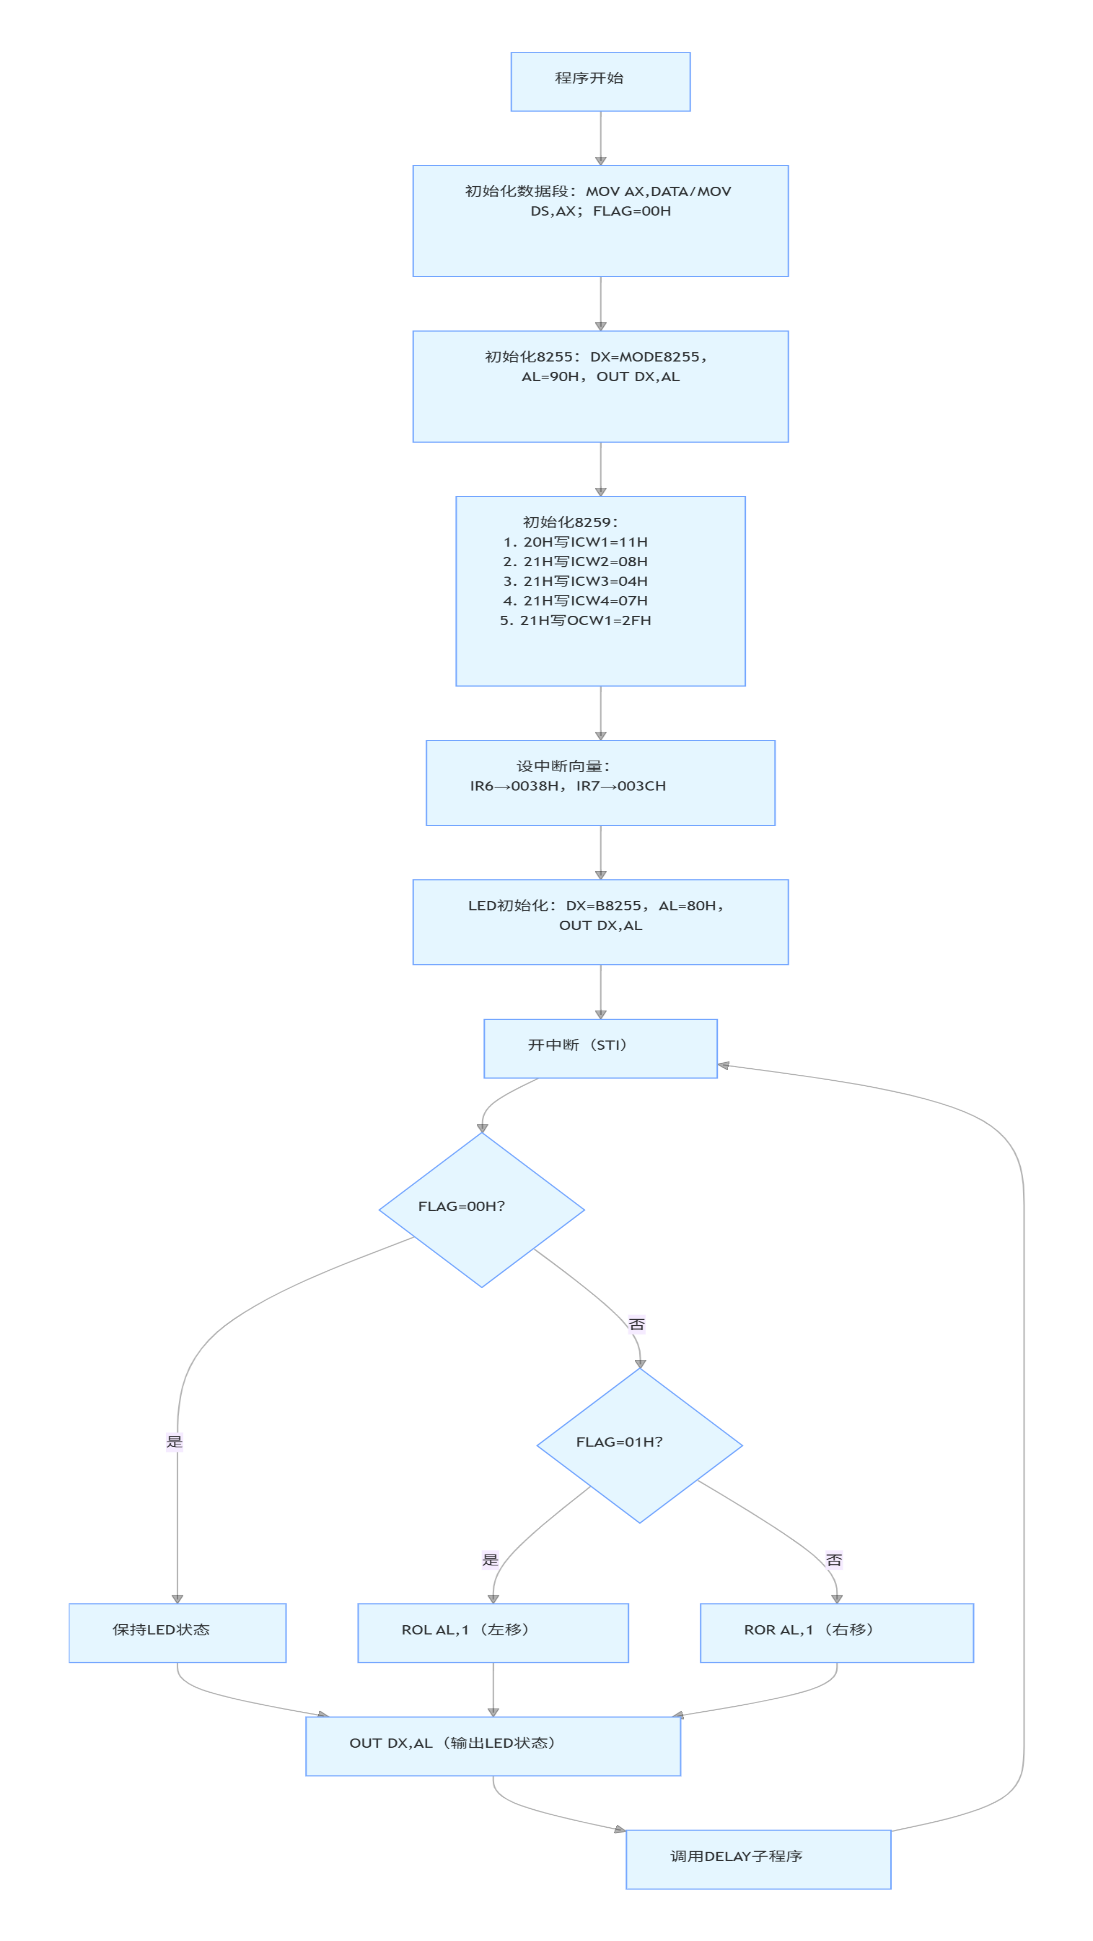 程序开始
初始化数据段：MOV AX,DATA/MOV
DS,AX；FLAG=00H
初始化8255：DX=MODE8255，
AL=90H，OUT DX,AL
初始化8259：
1. 20H写ICW1=11H
2. 21H写ICW2=08H
3. 21H写ICW3=04H
4. 21H写ICW4=07H
5. 21H写OCW1=2FH
设中断向量：
IR6→0038H，IR7→003CH
LED初始化：DX=B8255，AL=80H，
OUT DX,AL
开中断（STI）
FLAG=00H?
否
是
FLAG=01H?
是
否
保持LED状态
ROL AL,1（左移）
ROR AL,1（右移）
OUT DX,AL（输出LED状态）
调用DELAY子程序